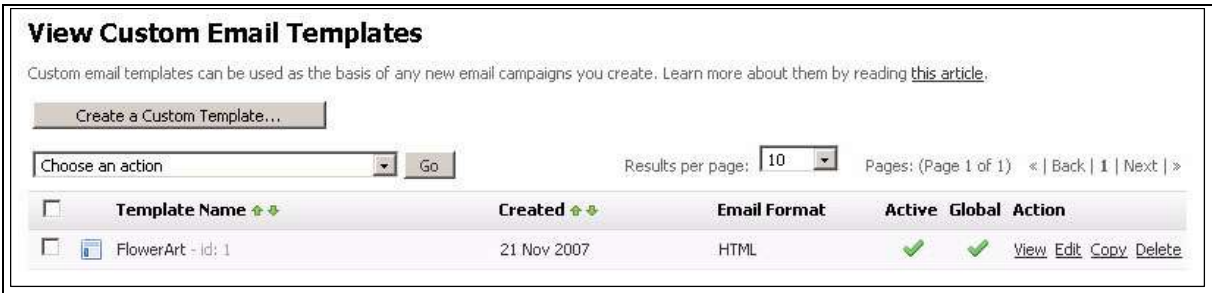 View Custom Email Templates
Custom email templates can be used as the basis of any new email campaigns you create. Learn more about them by reading this article.
Create a Custom Template...
Choose an action Go Results per page: 10 Pages: (Page 1 of 1) « | Back | 1 | Next | »
Template Name Created Email Format Active Global Action
FlowerArt - id: 1 21 Nov 2007 HTML View Edit Copy Delete